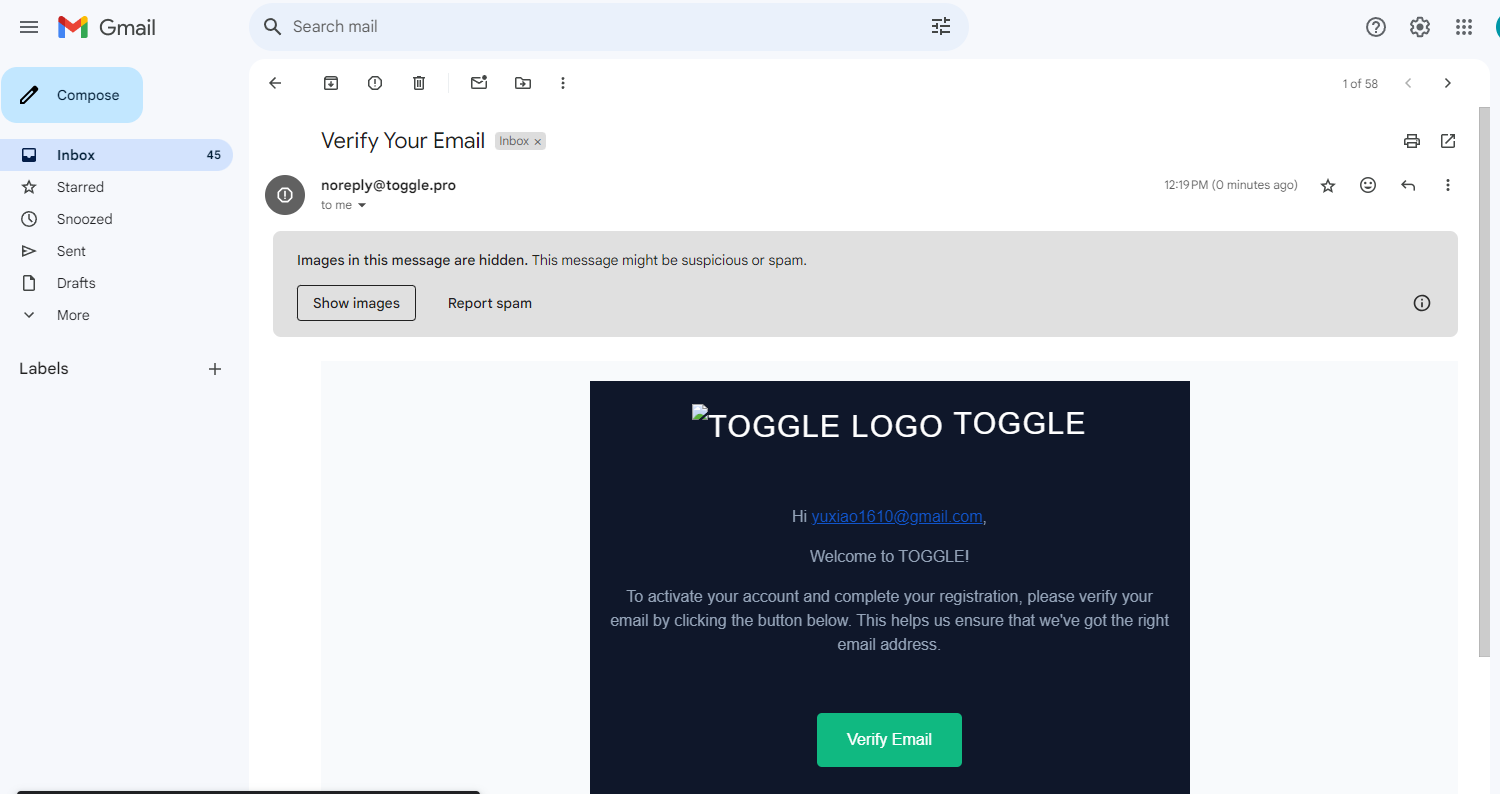 Gmail
Search mail
Compose
1 of 58
Verify Your Email Inbox ×
Inbox 45
Starred
Snoozed
Sent
Drafts
More
Labels
noreply@toggle.pro
12:19 PM (0 minutes ago)
to me
Images in this message are hidden. This message might be suspicious or spam.
Show images
Report spam
TOGGLE LOGO TOGGLE
Hi yuxiao1610@gmail.com,
Welcome to TOGGLE!
To activate your account and complete your registration, please verify your
email by clicking the button below. This helps us ensure that we've got the right
email address.
Verify Email